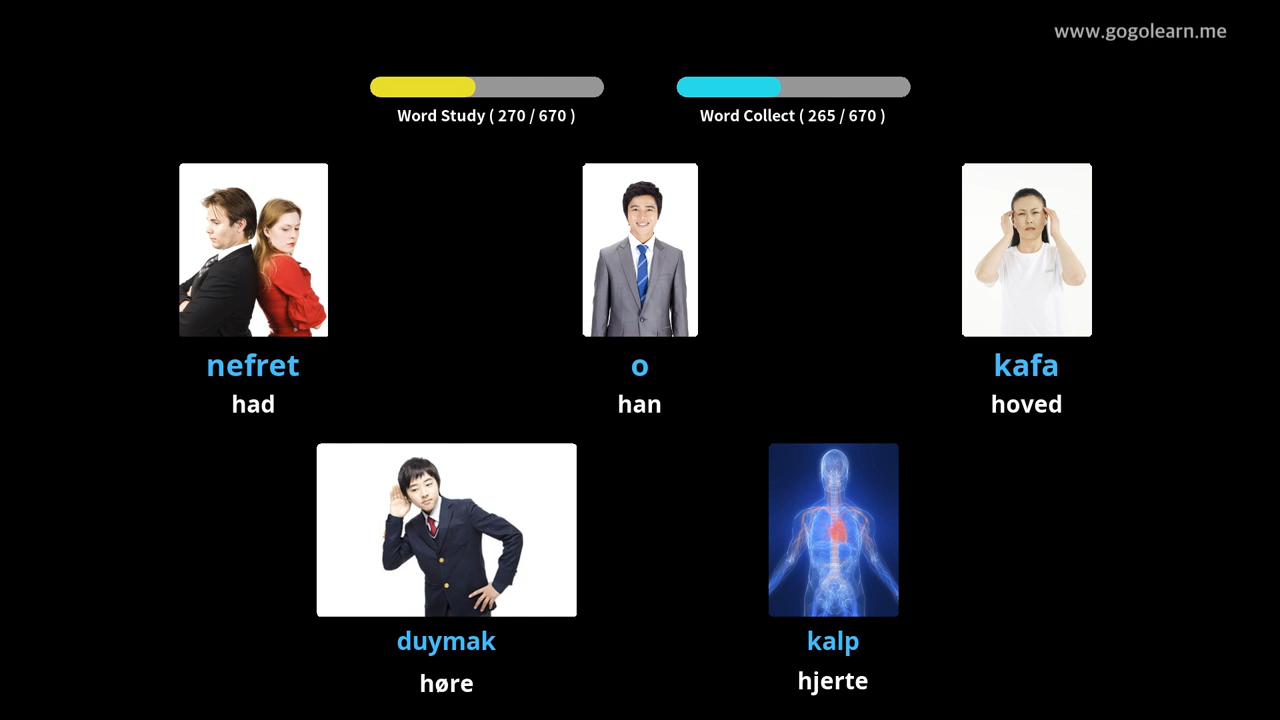 www.gogolearn.me
Word Study ( 270 / 670 )
Word Collect ( 265 / 670 )
nefret
had
o
han
kafa
hoved
duymak
høre
kalp
hjerte